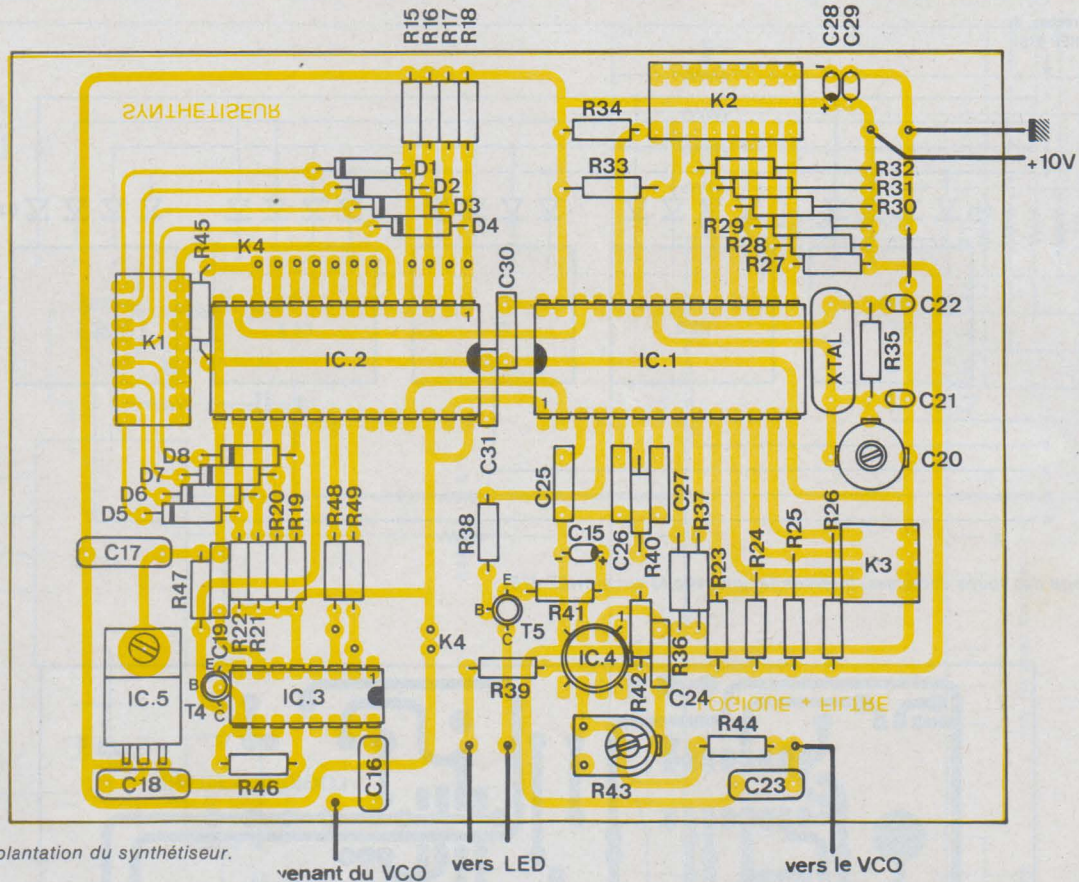 R15
R16
R17
R18
C28
C29
SYNTHETISEUR
R34
K2
+
-
+10V
R33
D1
D2
D3
D4
R32
R31
R30
R29
R28
R27
R45
K4
C30
K1
IC.2
1
IC.1
1
XTAL
R35
C22
C21
C20
C31
D8
D7
D6
D5
R20
R19
R48
R49
R38
C25
C26
C27
R40
R37
R23
R24
R25
R26
K3
C15
+
C17
R47
R22
R21
C19
E
B
C
T4
IC.5
IC.3
1
K4
E
B
C
T5
R41
R39
IC.4
1
R42
R36
C24
OGIQUE + FILTRE
R44
C18
R46
C16
R43
C23
plantation du synthétiseur.
venant du VCO
vers LED
vers le VCO